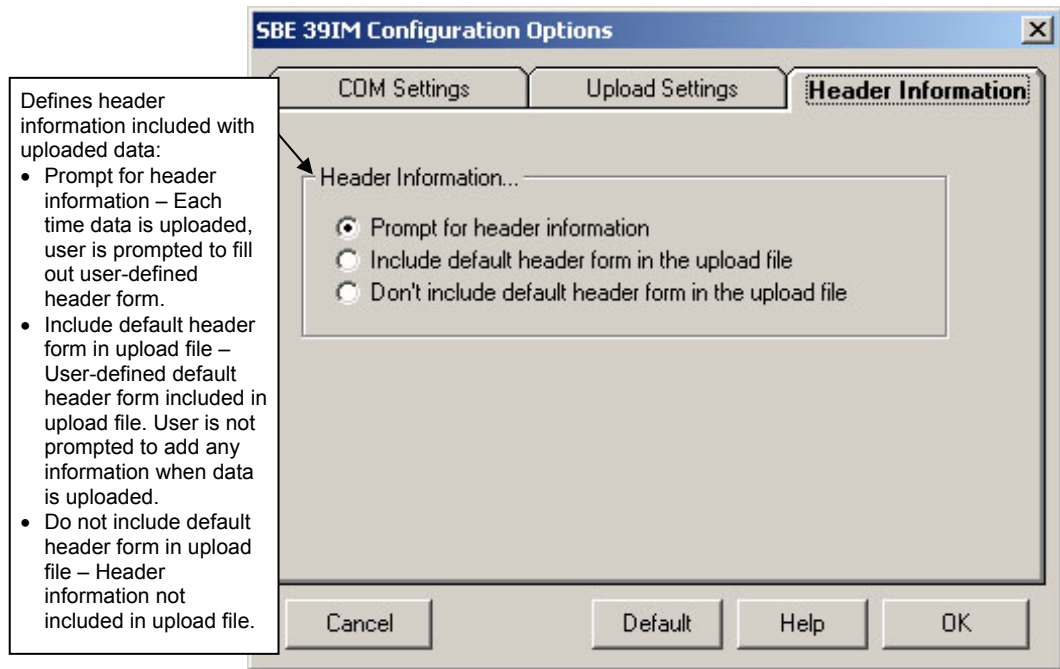 SBE 39IM Configuration Options
COM Settings
Upload Settings
Header Information
Defines header
information included with
uploaded data:
• Prompt for header
information – Each
time data is uploaded,
user is prompted to fill
out user-defined
header form.
• Include default header
form in upload file –
User-defined default
header form included in
upload file. User is not
prompted to add any
information when data
is uploaded.
• Do not include default
header form in upload
file – Header
information not
included in upload file.
Header Information...
Prompt for header information
Include default header form in the upload file
Don't include default header form in the upload file
Cancel
Default
Help
OK